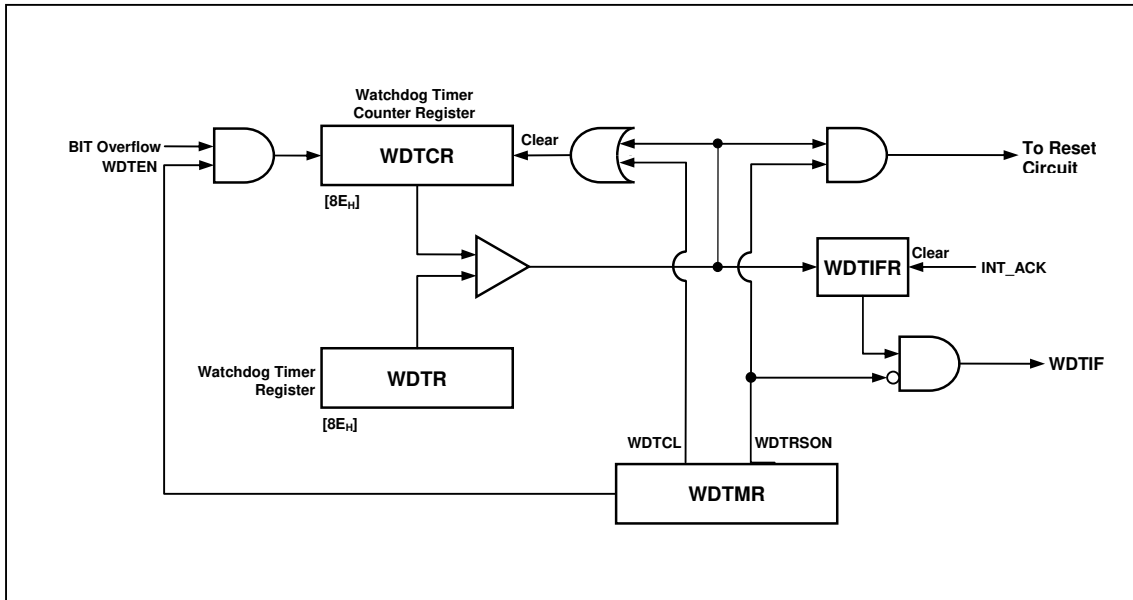 Watchdog Timer
Counter Register
BIT Overflow
WDTEN
WDTCR
Clear
To Reset
Circuit
[8EH]
WDTIFR
Clear
INT_ACK
Watchdog Timer
Register
WDTR
WDTIF
[8EH]
WDTCL
WDTRSON
WDTMR